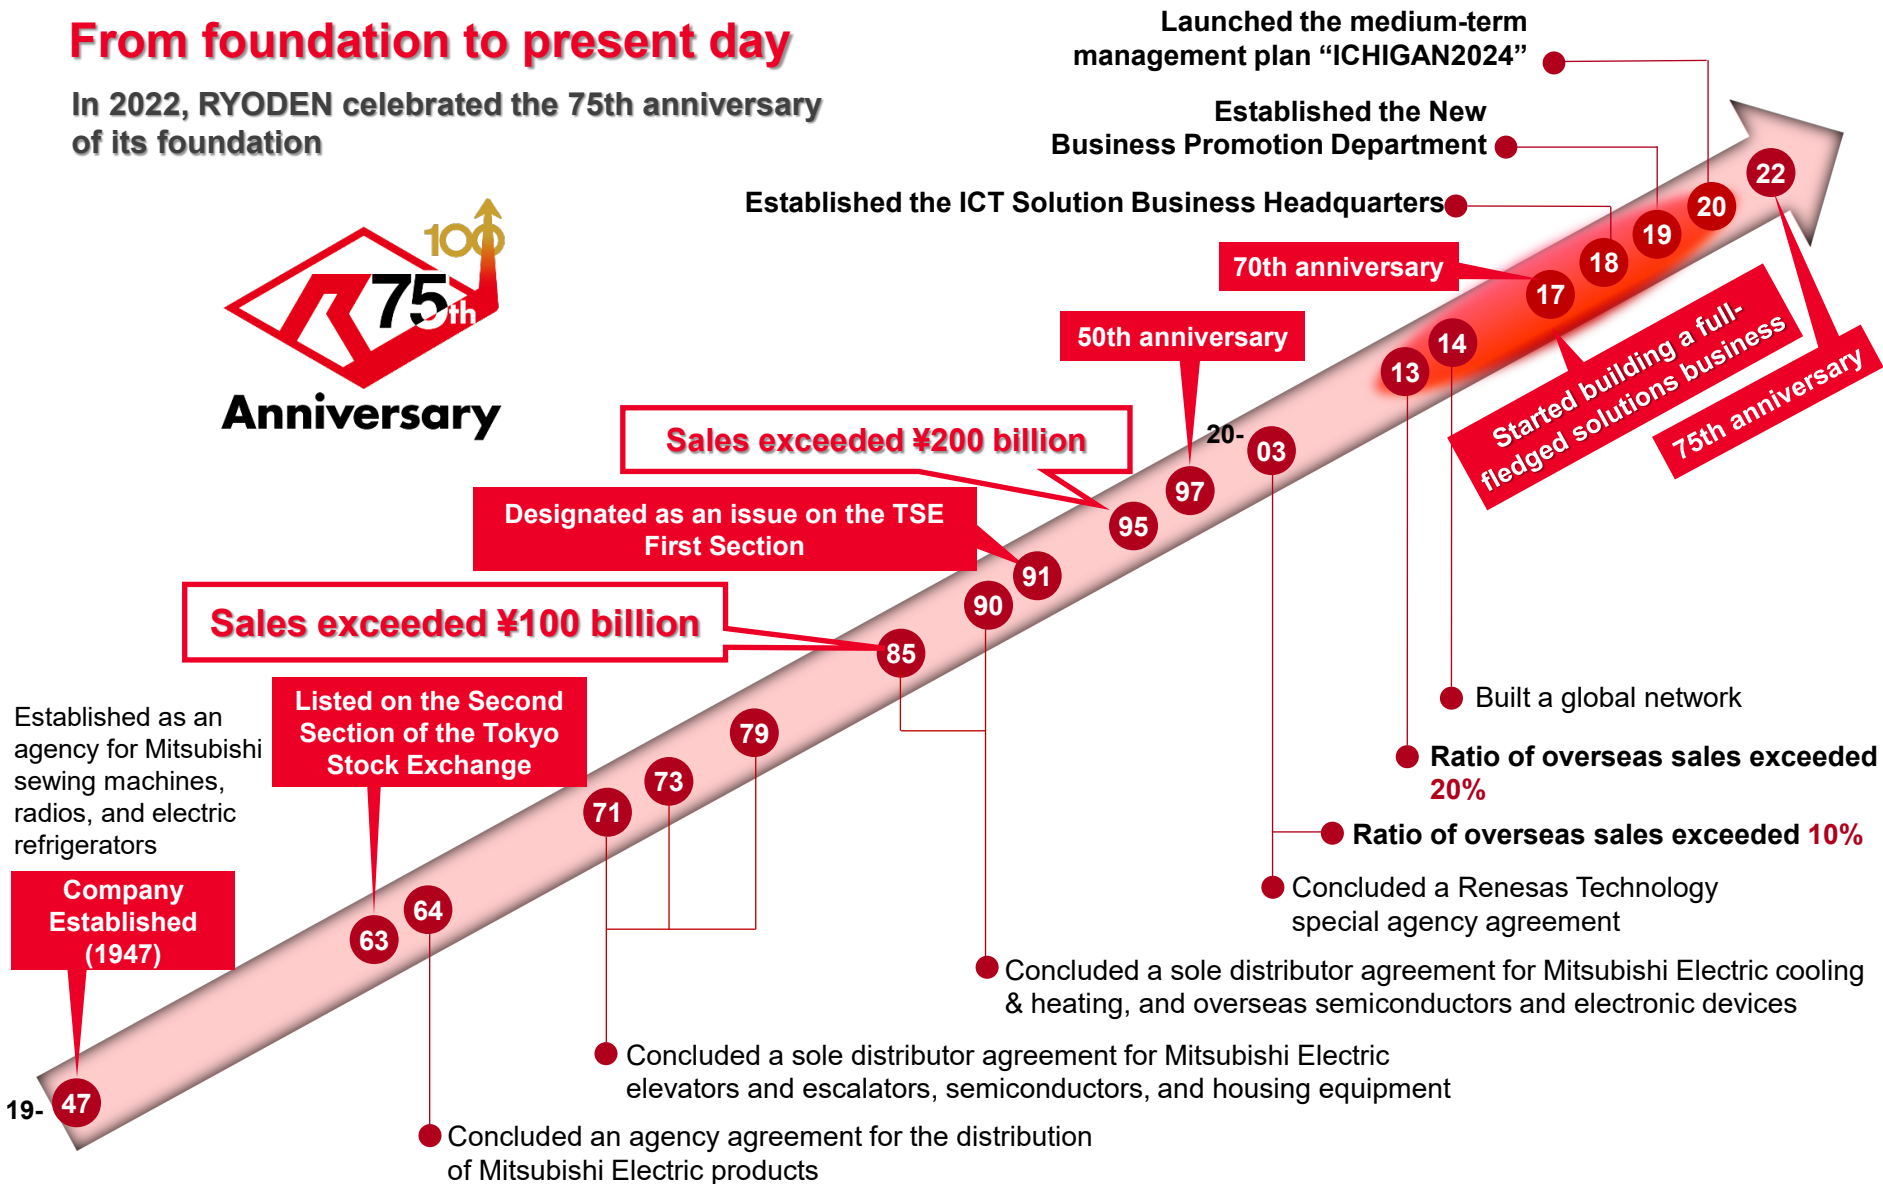 From foundation to present day
In 2022, RYODEN celebrated the 75th anniversary
of its foundation
100
75th
Anniversary
Launched the medium-term
management plan “ICHIGAN2024”
Established the New
Business Promotion Department
Established the ICT Solution Business Headquarters
70th anniversary
50th anniversary
Sales exceeded ¥200 billion
Designated as an issue on the TSE
First Section
Sales exceeded ¥100 billion
Listed on the Second
Section of the Tokyo
Stock Exchange
Established as an
agency for Mitsubishi
sewing machines,
radios, and electric
refrigerators
Company
Established
(1947)
19-
47
63
64
71
73
79
85
90
91
95
97
20-
03
13
14
17
18
19
20
22
Started building a full-
fledged solutions business
75th anniversary
Built a global network
Ratio of overseas sales exceeded
20%
Ratio of overseas sales exceeded 10%
Concluded a Renesas Technology
special agency agreement
Concluded a sole distributor agreement for Mitsubishi Electric cooling
& heating, and overseas semiconductors and electronic devices
Concluded a sole distributor agreement for Mitsubishi Electric
elevators and escalators, semiconductors, and housing equipment
Concluded an agency agreement for the distribution
of Mitsubishi Electric products